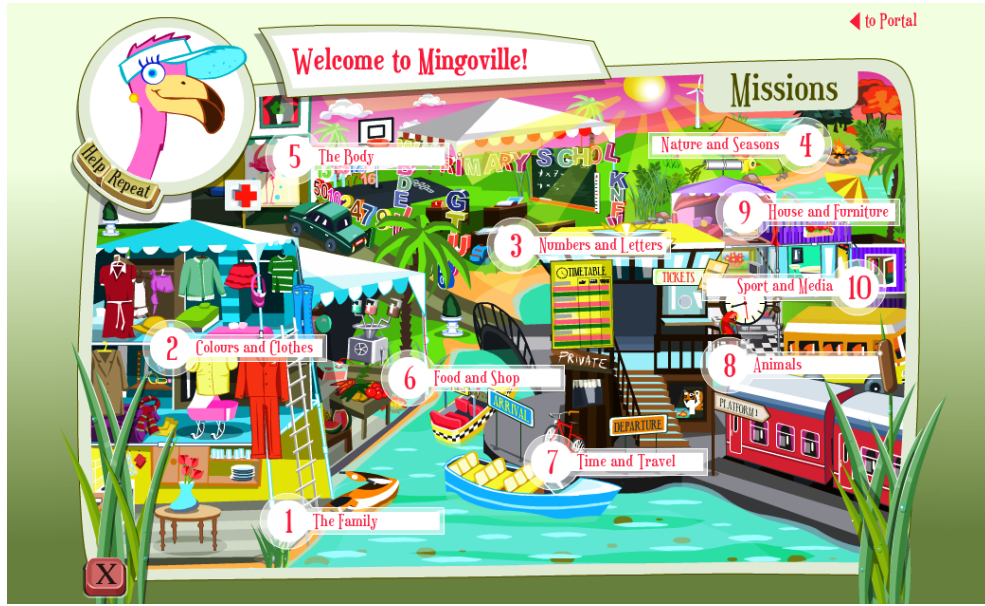 to Portal
Welcome to Mingoville!
Missions
Help Repeat
5 The Body
Nature and Seasons 4
PRIMARY SCHOOL
9 House and Furniture
3 Numbers and Letters
TIMETABLE
TICKETS
Sport and Media 10
2 Colours and Clothes
PRIVATE
8 Animals
6 Food and Shop
ARRIVAL
PLATFORM 1
DEPARTURE
7 Time and Travel
1 The Family
X